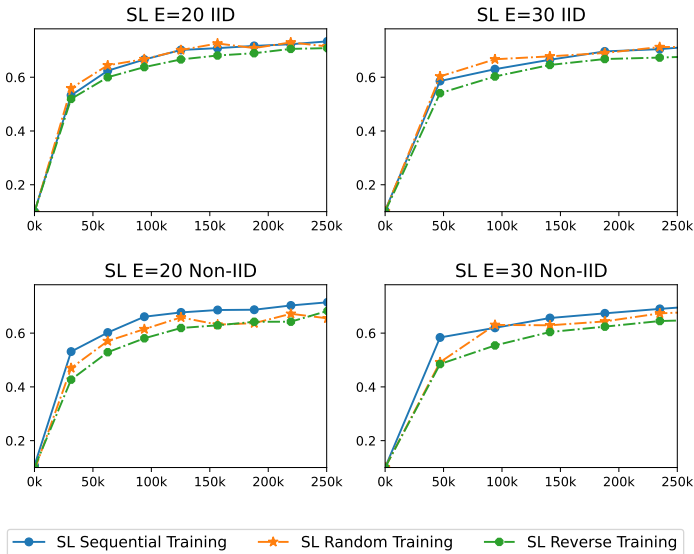 SL E=20 IID
0.6
0.4
0.2
0k 50k 100k 150k 200k 250k
SL E=30 IID
0.6
0.4
0.2
0k 50k 100k 150k 200k 250k
SL E=20 Non-IID
0.6
0.4
0.2
0k 50k 100k 150k 200k 250k
SL E=30 Non-IID
0.6
0.4
0.2
0k 50k 100k 150k 200k 250k
SL Sequential Training SL Random Training SL Reverse Training